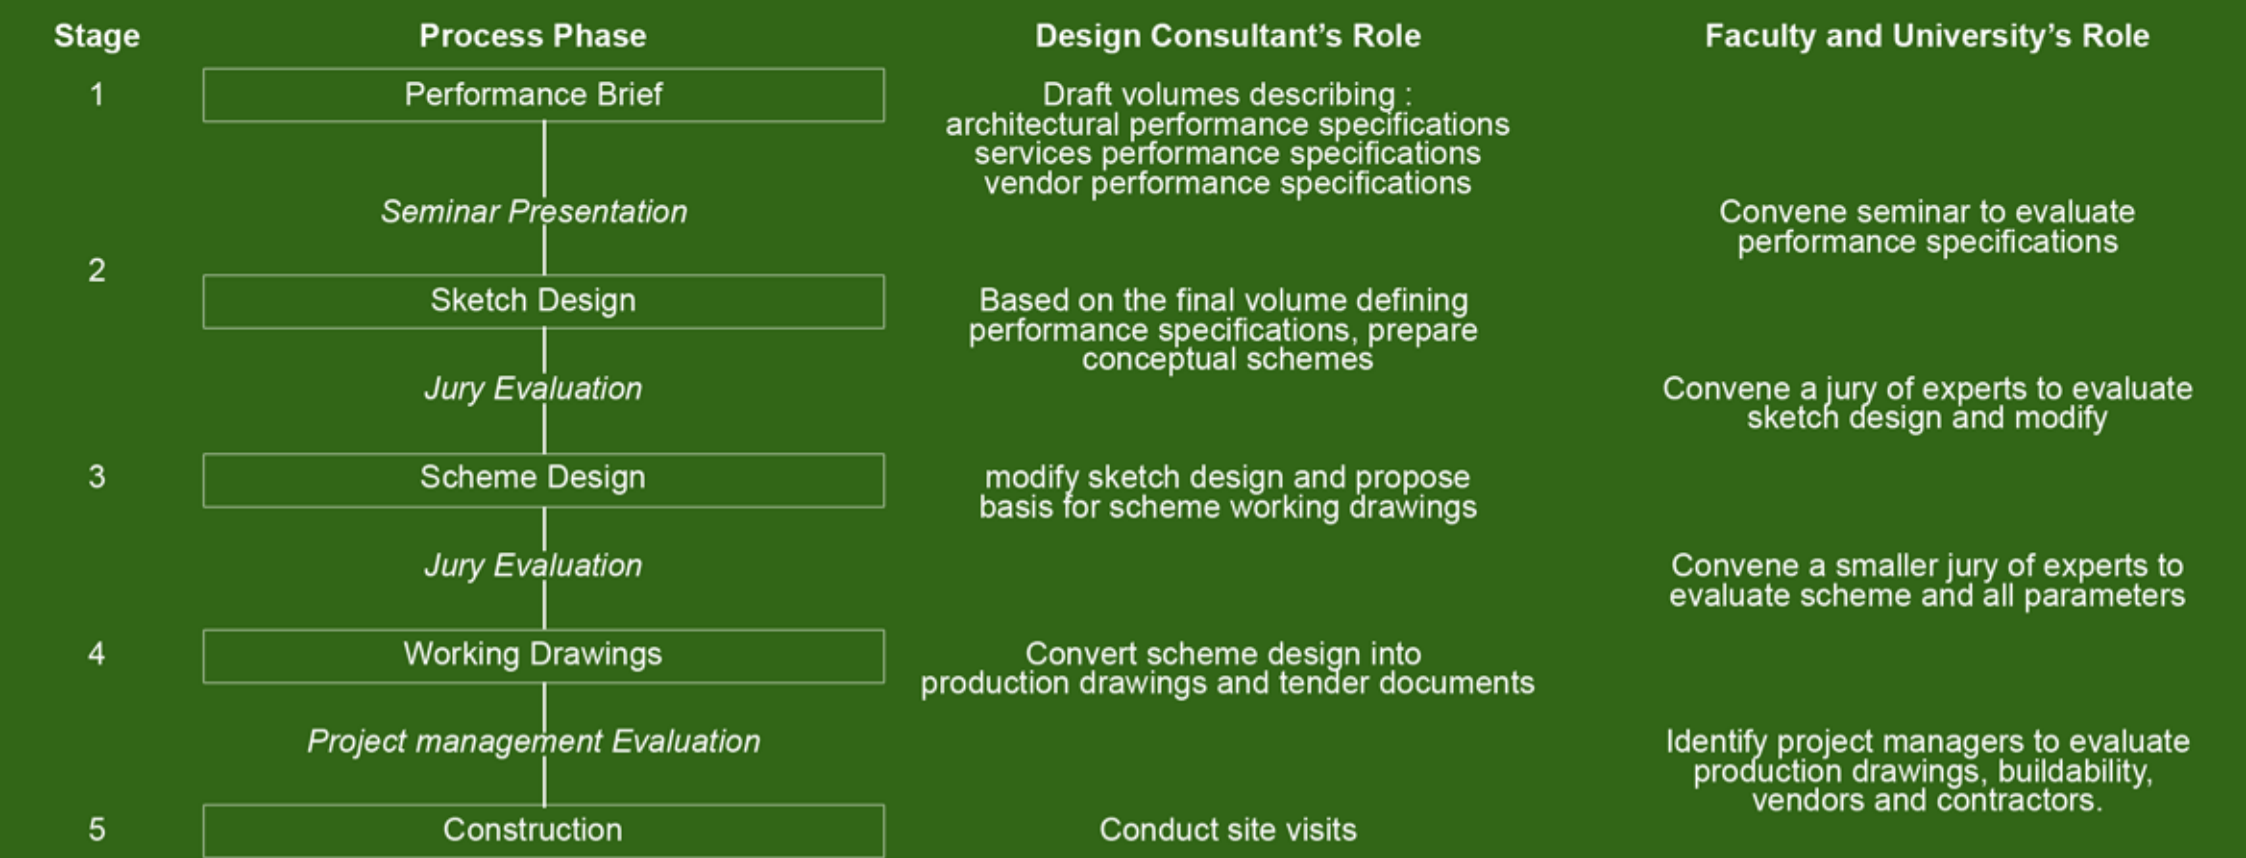 Stage Process Phase Design Consultant's Role Faculty and University's Role
1 Performance Brief Draft volumes describing :
architectural performance specifications
services performance specifications
vendor performance specifications
Seminar Presentation Convene seminar to evaluate
performance specifications
2
Sketch Design Based on the final volume defining
performance specifications, prepare
conceptual schemes
Jury Evaluation Convene a jury of experts to evaluate
sketch design and modify
3 Scheme Design modify sketch design and propose
basis for scheme working drawings
Jury Evaluation Convene a smaller jury of experts to
evaluate scheme and all parameters
4 Working Drawings Convert scheme design into
production drawings and tender documents
Project management Evaluation Identify project managers to evaluate
production drawings, buildability,
vendors and contractors.
5 Construction Conduct site visits